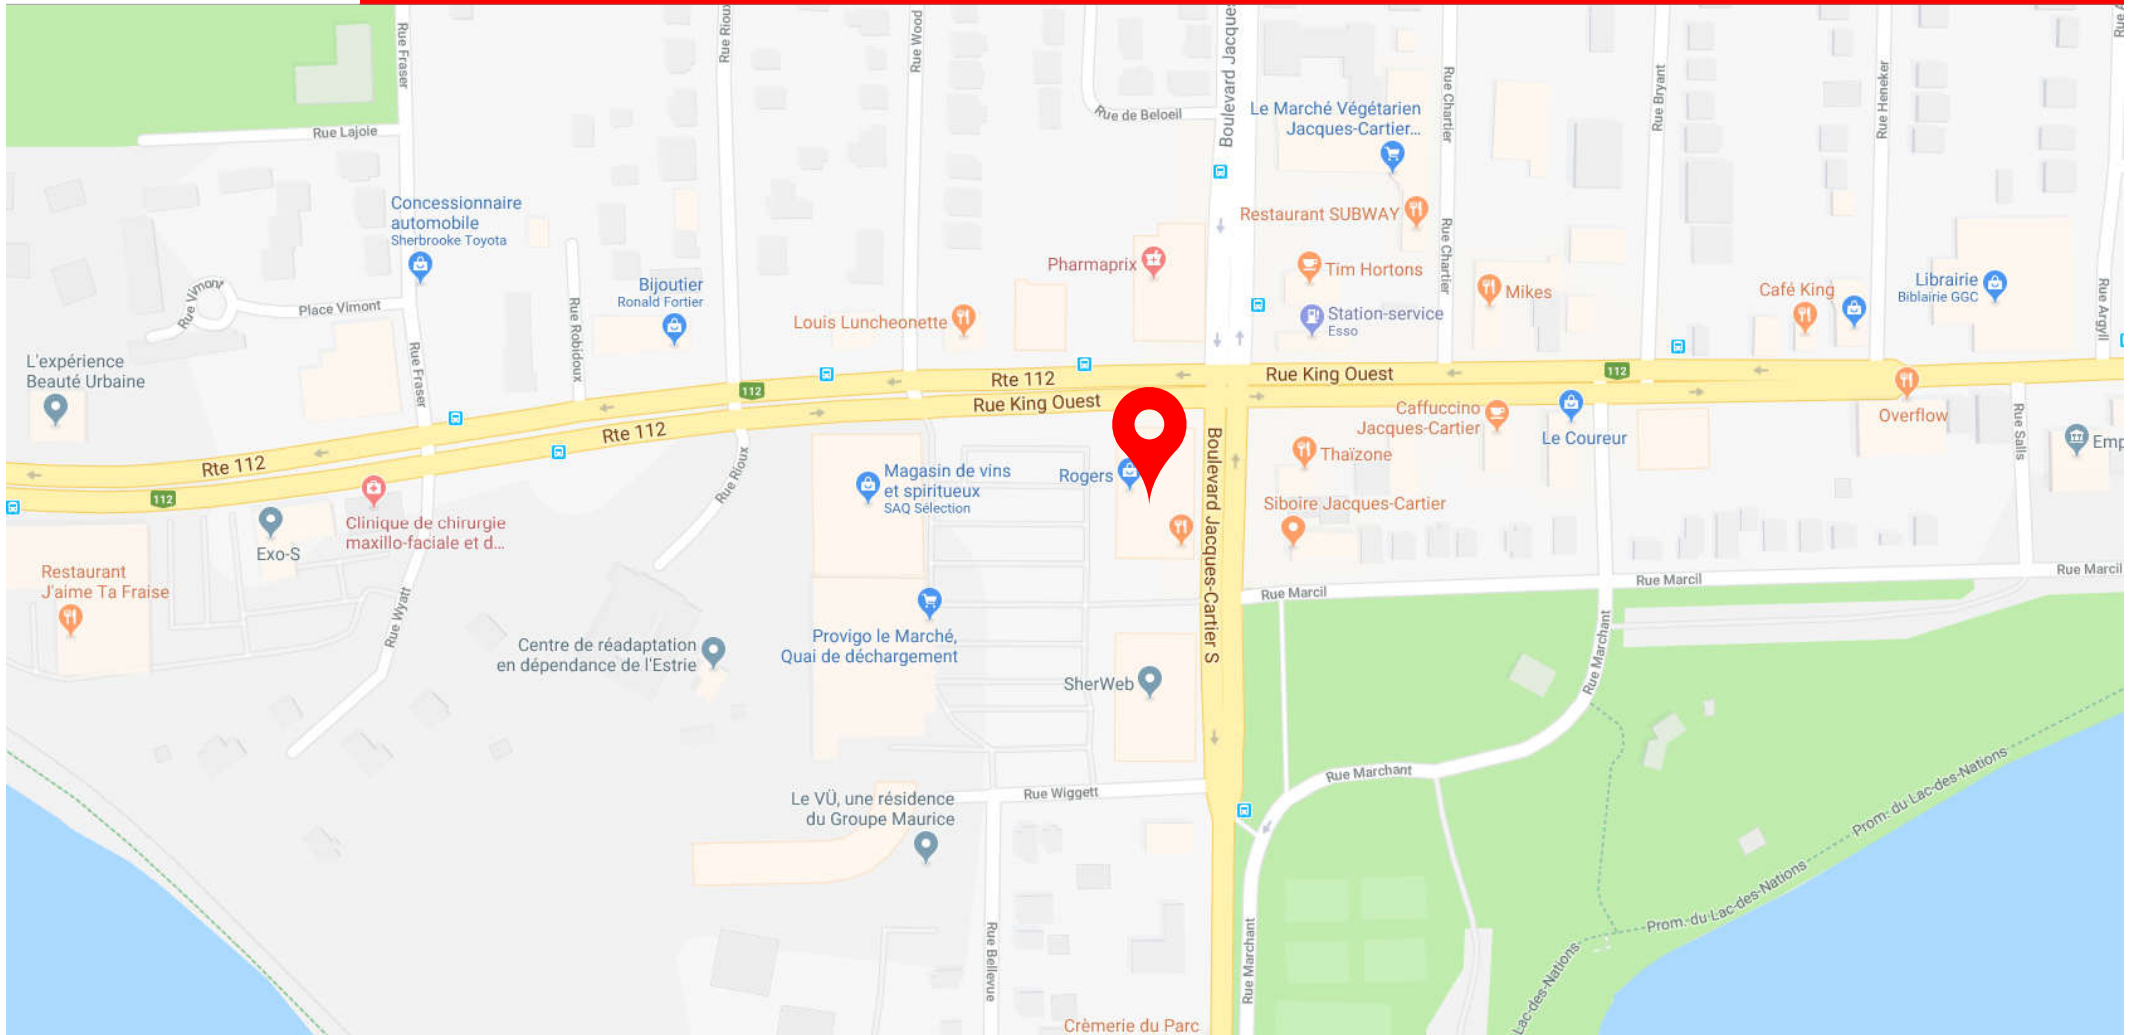 Rue Fraser
Rue Rioux
Rue Wood
Boulevard Jacques
Rue de Beloeil
Rue Lajoie
Le Marché Végétarien
Jacques-Cartier...
Rue Chartier
Rue Bryant
Rue Heneker
Rue
Concessionnaire
automobile
Sherbrooke Toyota
Restaurant SUBWAY
Rue Chartier
Pharmaprix
Tim Hortons
Mikes
Café King
Librairie
Biblairie GGC
Rue Argyll
Bijoutier
Ronald Fortier
Rue Vimont
Place Vimont
Rue Robidoux
Louis Luncheonette
Station-service
Esso
L'expérience
Beauté Urbaine
Rue Fraser
Rte 112
Rue King Ouest
112
112
Rue King Ouest
Rte 112
Rte 112
112
Caffuccino
Jacques-Cartier
Le Coureur
Overflow
Rue Sails
Emp
Thaïzone
Rogers
Magasin de vins
et spiritueux
SAQ Sélection
Rue Rioux
Boulevard Jacques-Cartier S
Siboire Jacques-Cartier
Exo-S
Clinique de chirurgie
maxillo-faciale et d...
Restaurant
J'aime Ta Fraise
Rue Wyatt
Rue Marcil
Rue Marcil
Rue Marcil
Centre de réadaptation
en dépendance de l'Estrie
Provigo le Marché,
Quai de déchargement
SherWeb
Rue Marchant
Rue Marchant
Rue Wiggett
Le VÜ, une résidence
du Groupe Maurice
Prom. du Lac-des-Nations
Prom. du Lac-des-Nations
Lac-des-Nations
Rue Bellevue
Rue Marchant
Crèmerie du Parc